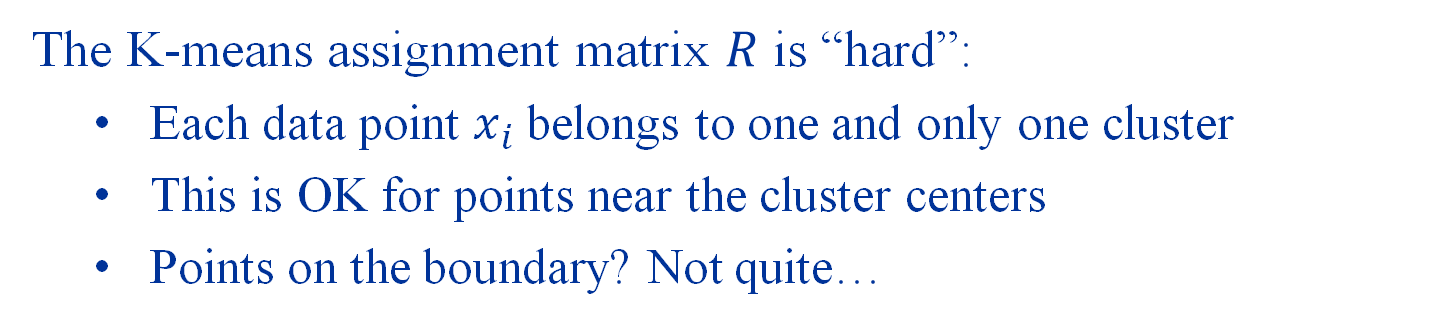 The K-means assignment matrix R is “hard”:
• Each data point xᵢ belongs to one and only one cluster
• This is OK for points near the cluster centers
• Points on the boundary? Not quite…